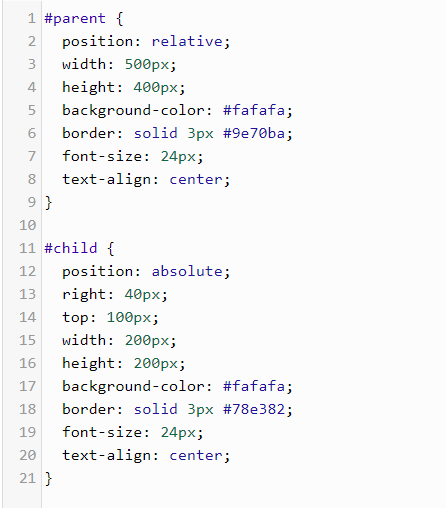 1 #parent {
2   position: relative;
3   width: 500px;
4   height: 400px;
5   background-color: #fafafa;
6   border: solid 3px #9e70ba;
7   font-size: 24px;
8   text-align: center;
9 }
10
11 #child {
12   position: absolute;
13   right: 40px;
14   top: 100px;
15   width: 200px;
16   height: 200px;
17   background-color: #fafafa;
18   border: solid 3px #78e382;
19   font-size: 24px;
20   text-align: center;
21 }